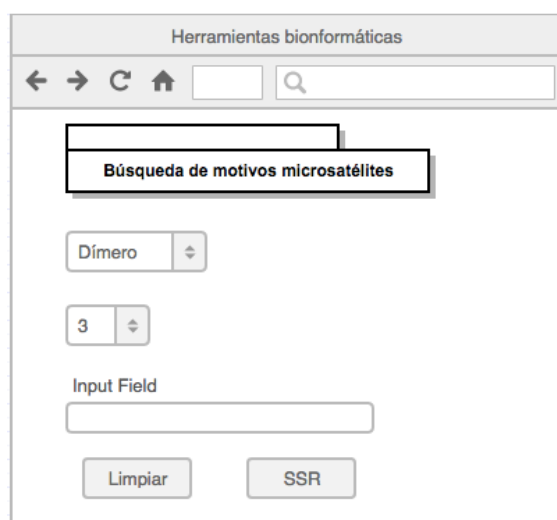 Herramientas bionformáticas
Búsqueda de motivos microsatélites
Dímero
3
Input Field
Limpiar SSR